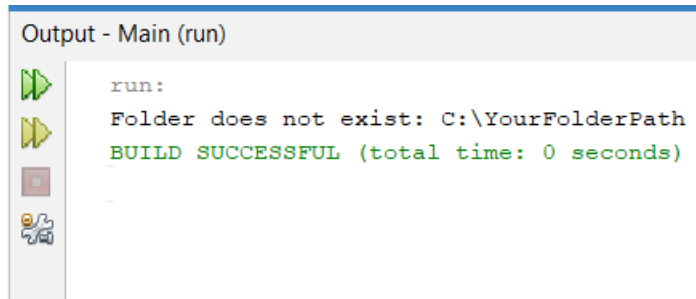 Output - Main (run)
run:
Folder does not exist: C:\YourFolderPath
BUILD SUCCESSFUL (total time: 0 seconds)